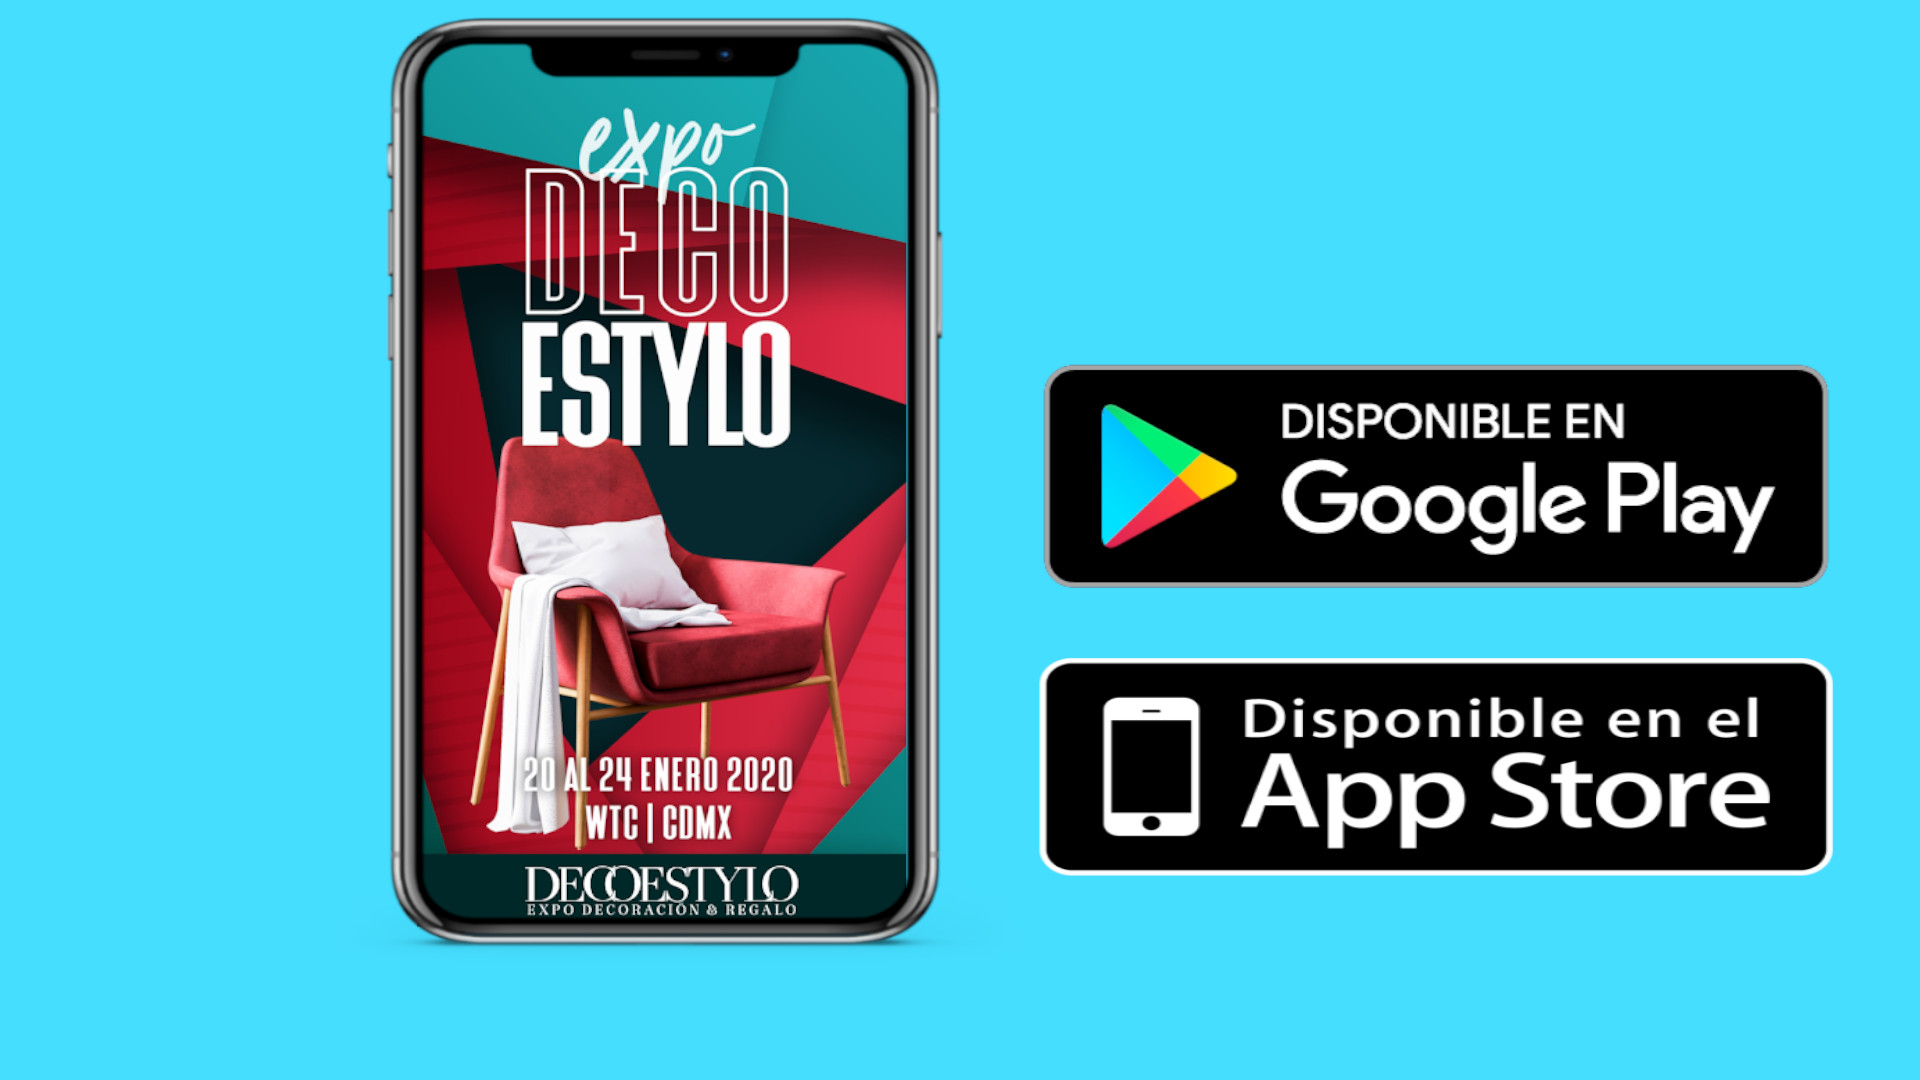 expo
DECO
ESTYLO
20 AL 24 ENERO 2020
WTC | CDMX
DECOESTYLO
EXPO DECORACIÓN & REGALO
DISPONIBLE EN
Google Play
Disponible en el
App Store